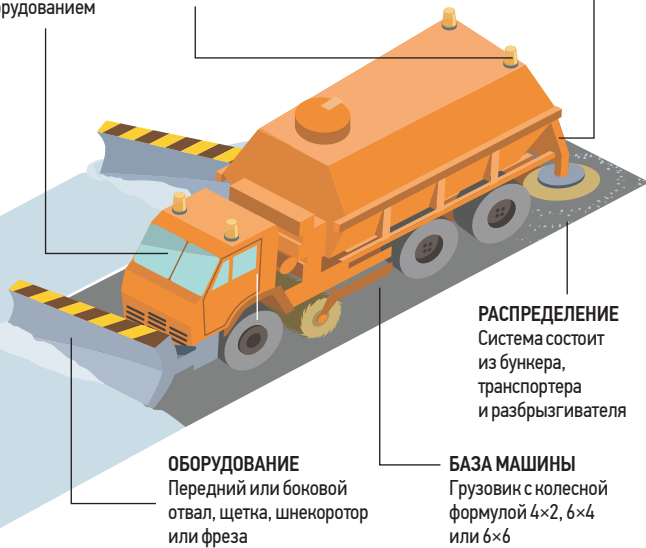 РАСПРЕДЕЛЕНИЕ
Система состоит
из бункера,
транспортера
и разбрызгивателя
ОБОРУДОВАНИЕ
Передний или боковой
отвал, щетка, шнекоротор
или фреза
БАЗА МАШИНЫ
Грузовик с колесной
формулой 4×2, 6×4
или 6×6